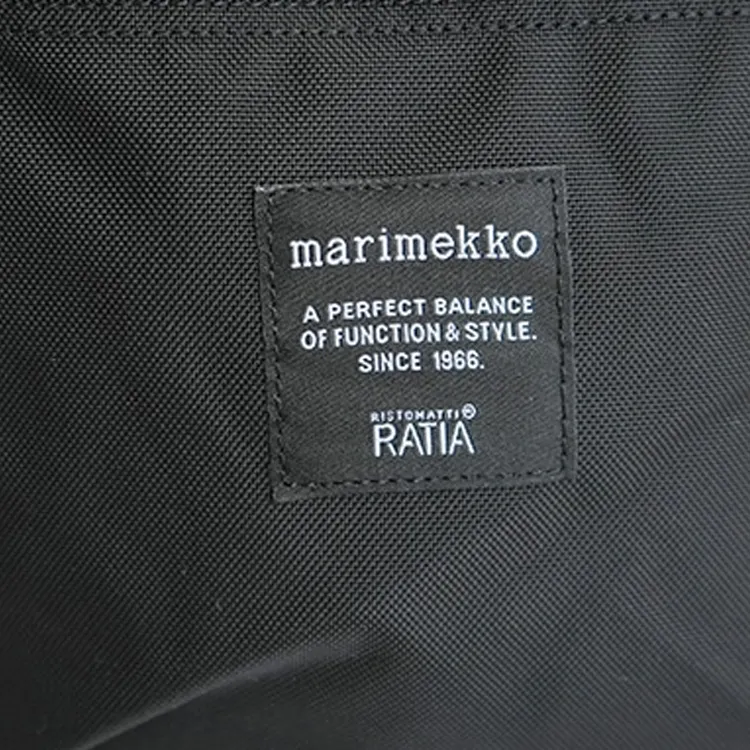 marimekko
A PERFECT BALANCE
OF FUNCTION & STYLE.
SINCE 1966.
RISTOMATTI®
RATIA